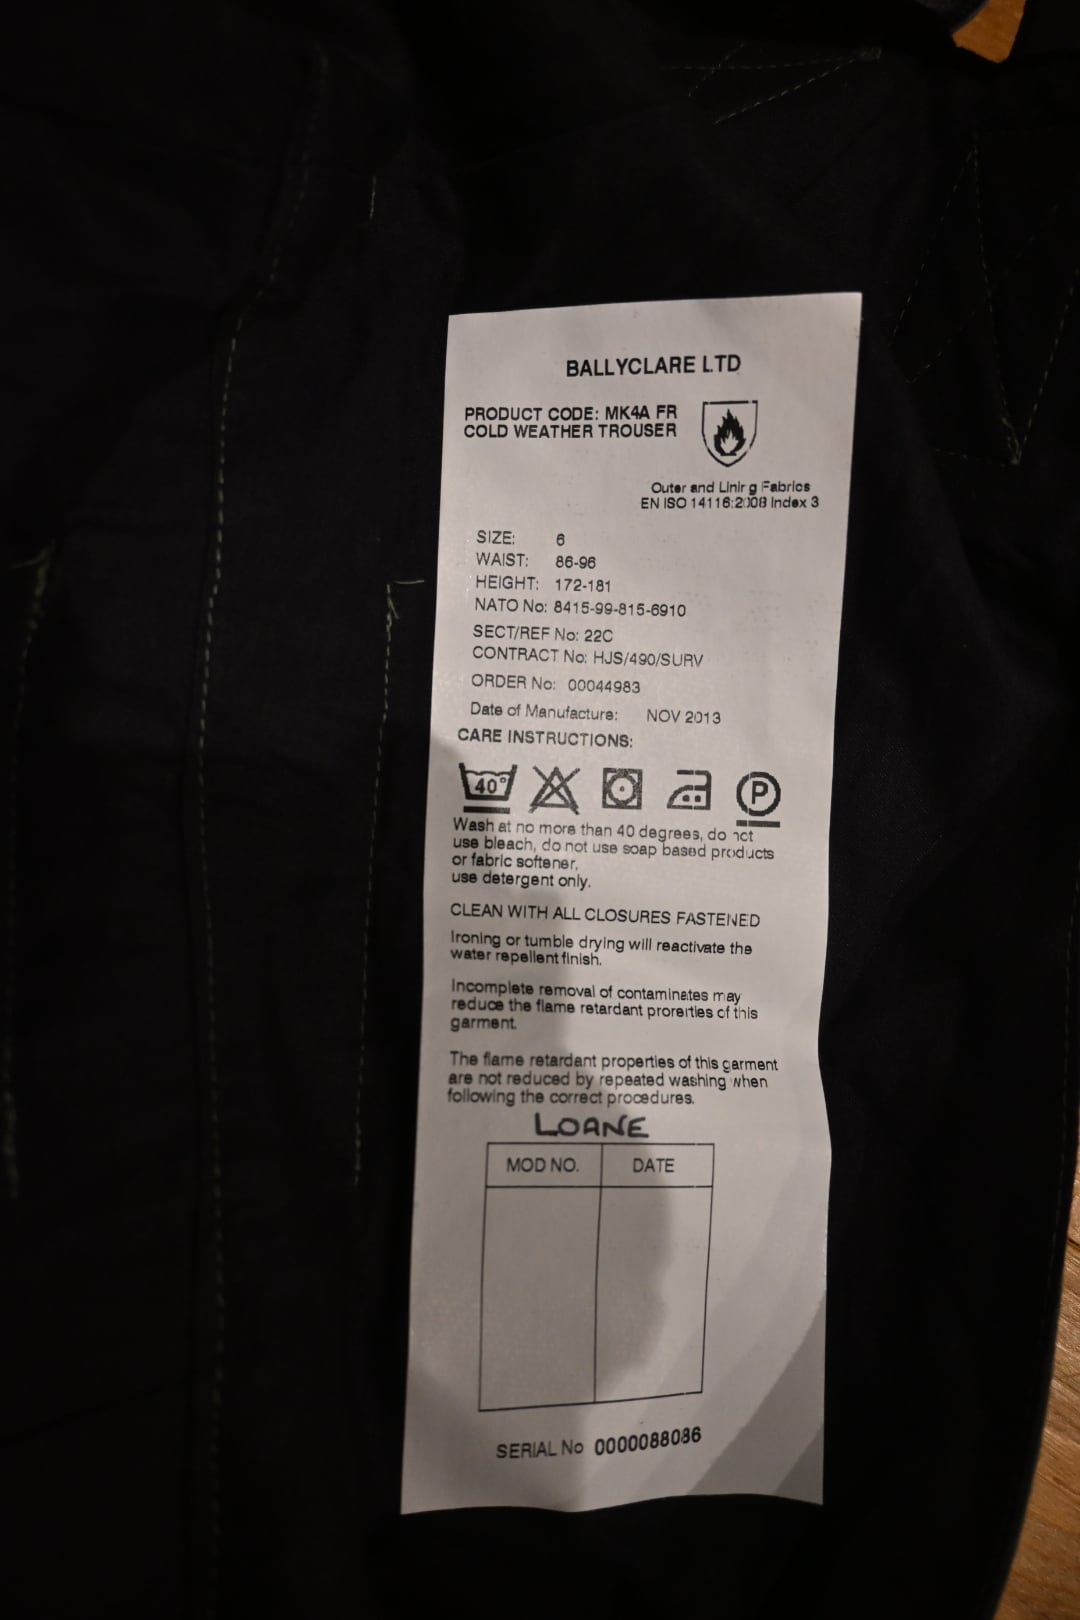 BALLYCLARE LTD
PRODUCT CODE: MK4A FR
COLD WEATHER TROUSER
Outer and Lining Fabrics
EN ISO 14116:2008 Index 3
SIZE: 6
WAIST: 86-96
HEIGHT: 172-181
NATO No: 8415-99-815-6910
SECT/REF No: 22C
CONTRACT No: HJS/490/SURV
ORDER No: 00044983
Date of Manufacture: NOV 2013
CARE INSTRUCTIONS:
40° P
Wash at no more than 40 degrees, do not
use bleach, do not use soap based products
or fabric softener,
use detergent only.
CLEAN WITH ALL CLOSURES FASTENED
Ironing or tumble drying will reactivate the
water repellent finish.
Incomplete removal of contaminates may
reduce the flame retardant prorerties of this
garment.
The flame retardant properties of this garment
are not reduced by repeated washing when
following the correct procedures.
LOANE
MOD NO. DATE
SERIAL No 0000088086